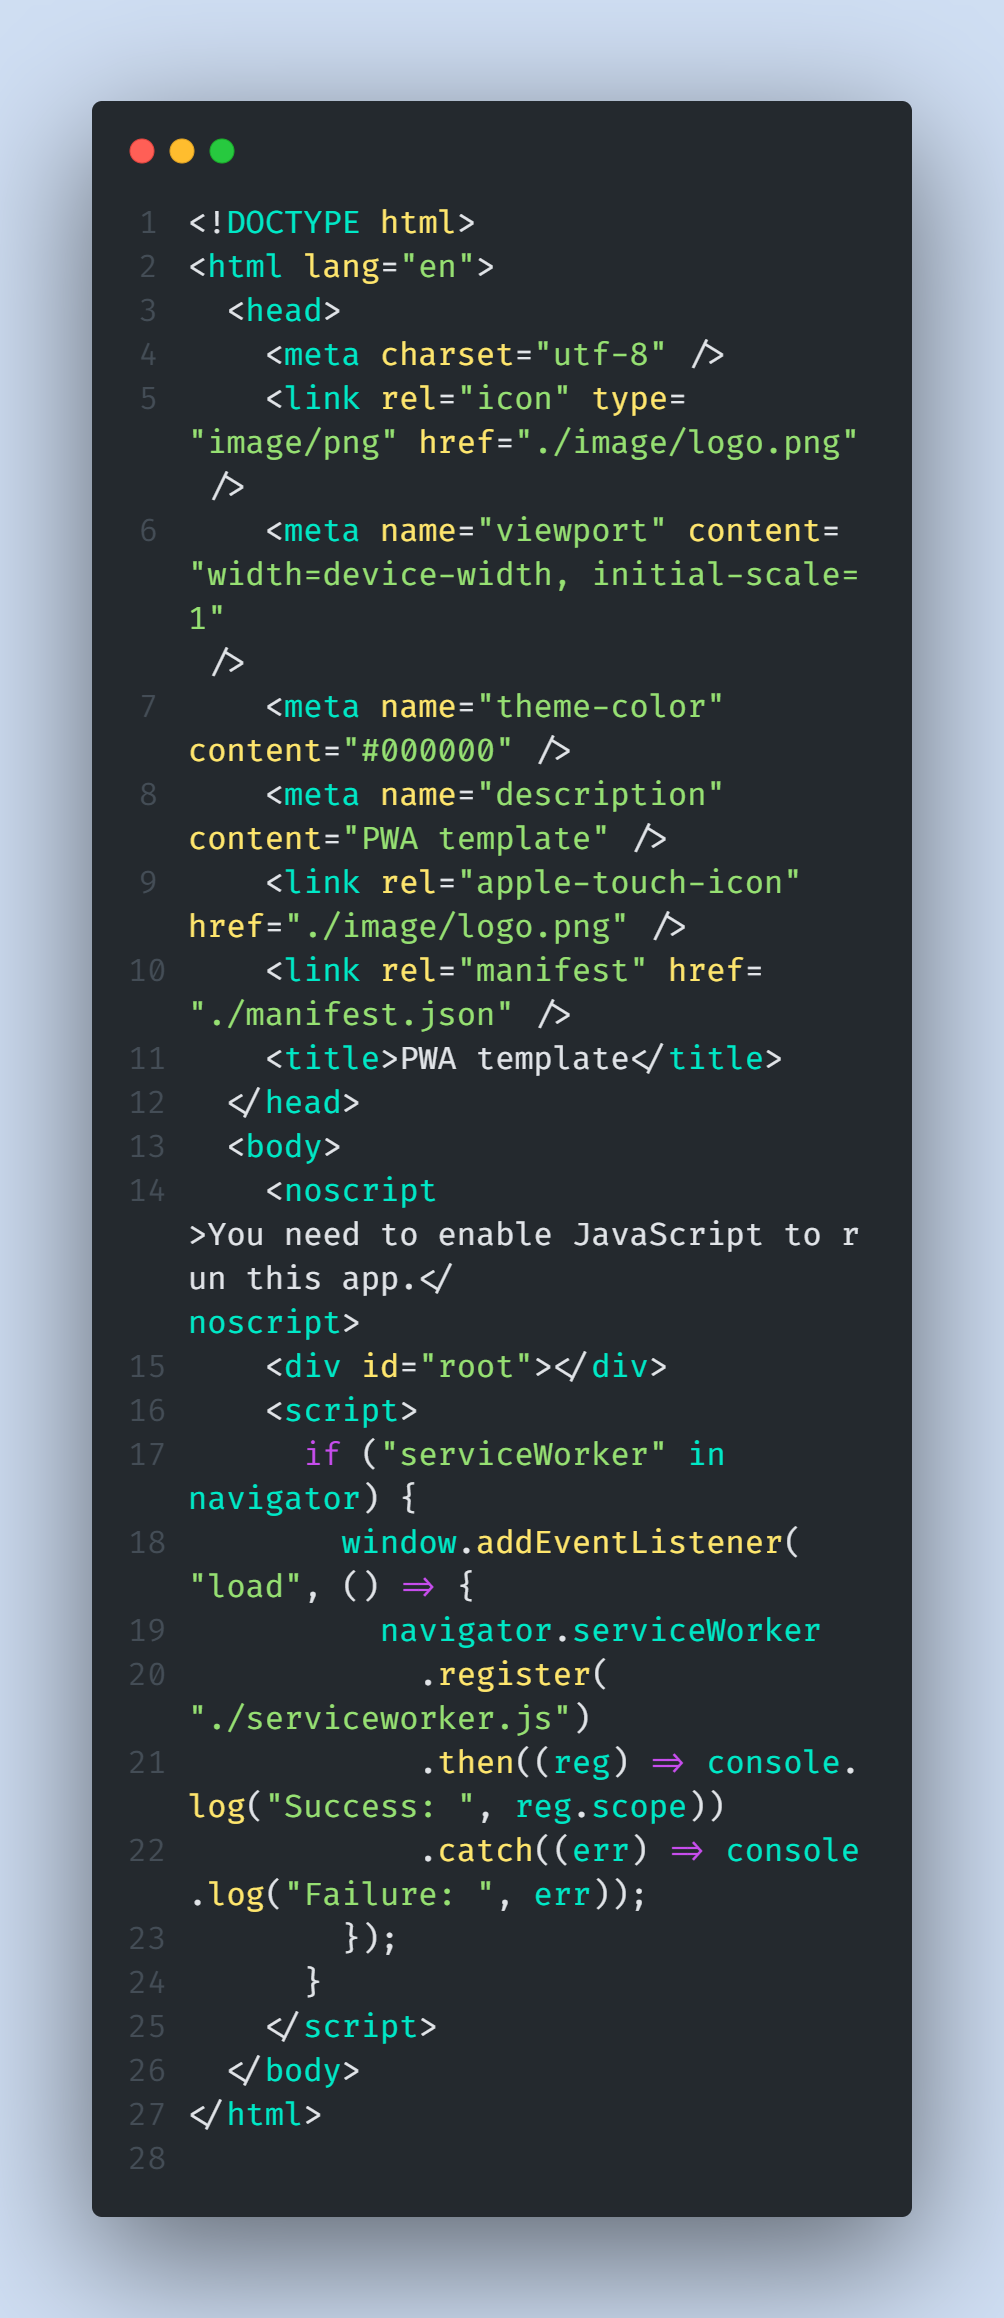 1 <!DOCTYPE html>
2 <html lang="en">
3   <head>
4     <meta charset="utf-8" />
5     <link rel="icon" type=
"image/png" href="./image/logo.png"
 />
6     <meta name="viewport" content=
"width=device-width, initial-scale=
1"
 />
7     <meta name="theme-color"
content="#000000" />
8     <meta name="description"
content="PWA template" />
9     <link rel="apple-touch-icon"
href="./image/logo.png" />
10     <link rel="manifest" href=
"./manifest.json" />
11     <title>PWA template</title>
12   </head>
13   <body>
14     <noscript
>You need to enable JavaScript to r
un this app.</
noscript>
15     <div id="root"></div>
16     <script>
17       if ("serviceWorker" in
navigator) {
18         window.addEventListener(
"load", () => {
19           navigator.serviceWorker
20             .register(
"./serviceworker.js")
21             .then((reg) => console.
log("Success: ", reg.scope))
22             .catch((err) => console
.log("Failure: ", err));
23         });
24       }
25     </script>
26   </body>
27 </html>
28